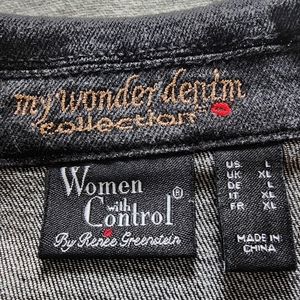 my wonder denim
collection
Women
with
Control®
By Renee Greenstein
US L
UK XL
DE L
IT XL
FR XL
MADE IN
CHINA